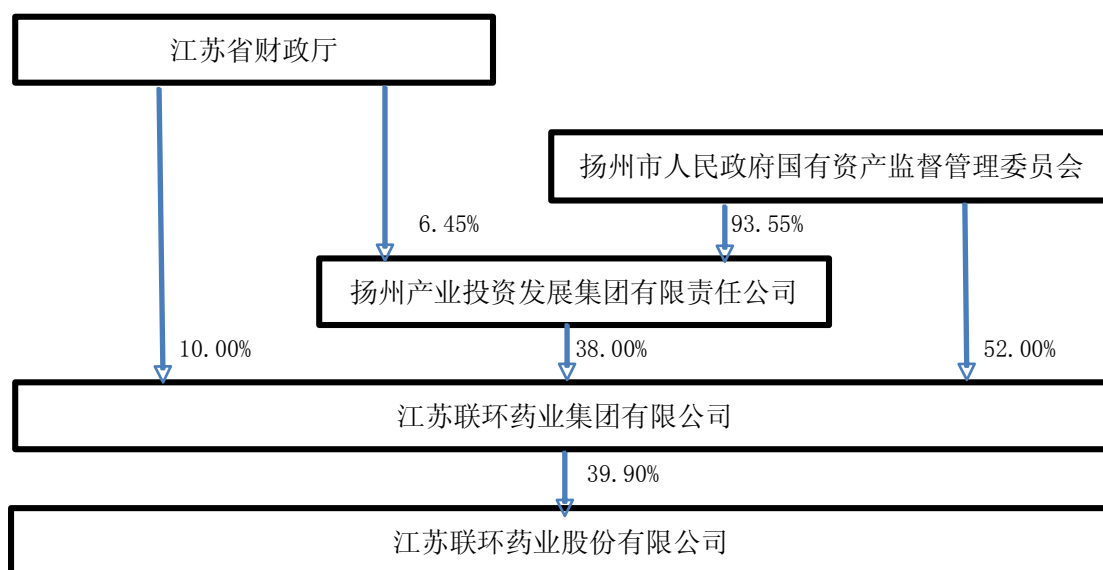 江苏省财政厅
扬州市人民政府国有资产监督管理委员会
6.45%
93.55%
扬州产业投资发展集团有限责任公司
10.00%
38.00%
52.00%
江苏联环药业集团有限公司
39.90%
江苏联环药业股份有限公司